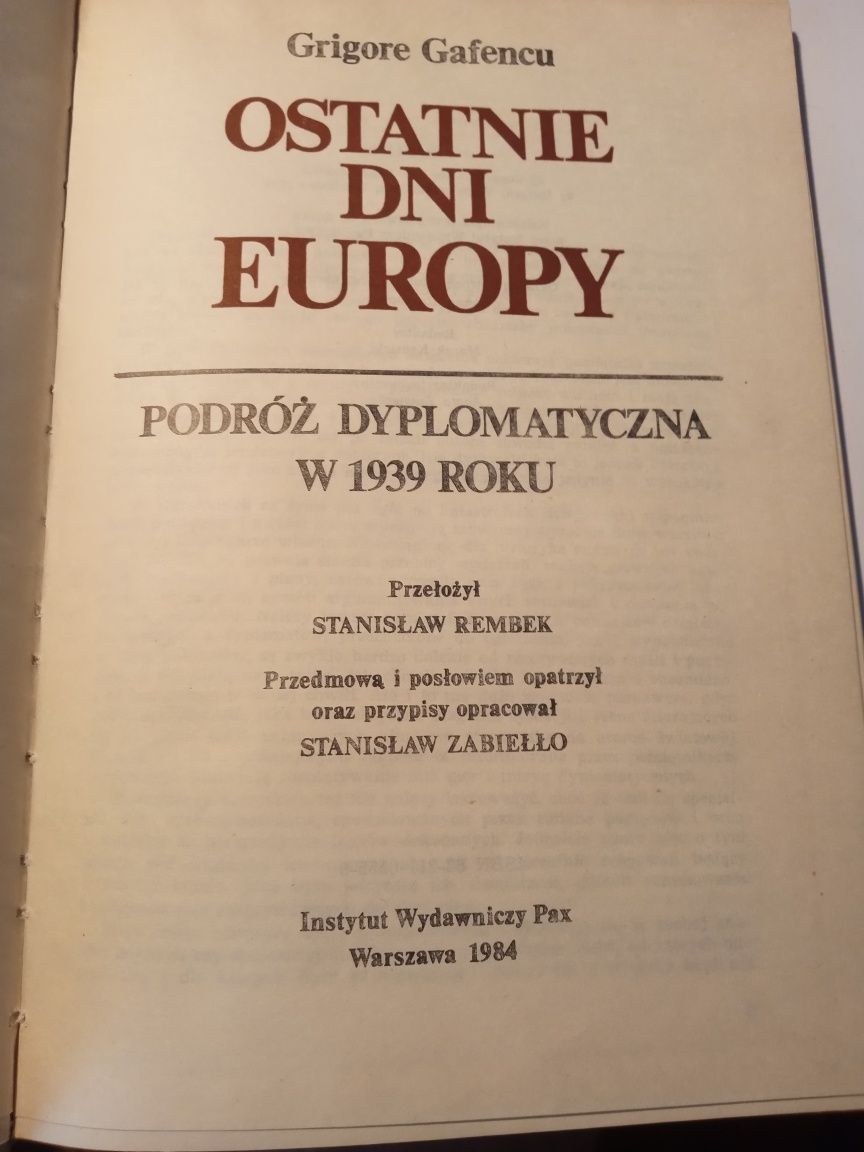 Grigore Gafencu
OSTATNIE
DNI
EUROPY
PODRÓŻ DYPLOMATYCZNA
W 1939 ROKU
Przełożył
STANISŁAW REMBEK
Przedmową i posłowiem opatrzył
oraz przypisy opracował
STANISŁAW ZABIEŁŁO
Instytut Wydawniczy Pax
Warszawa 1984